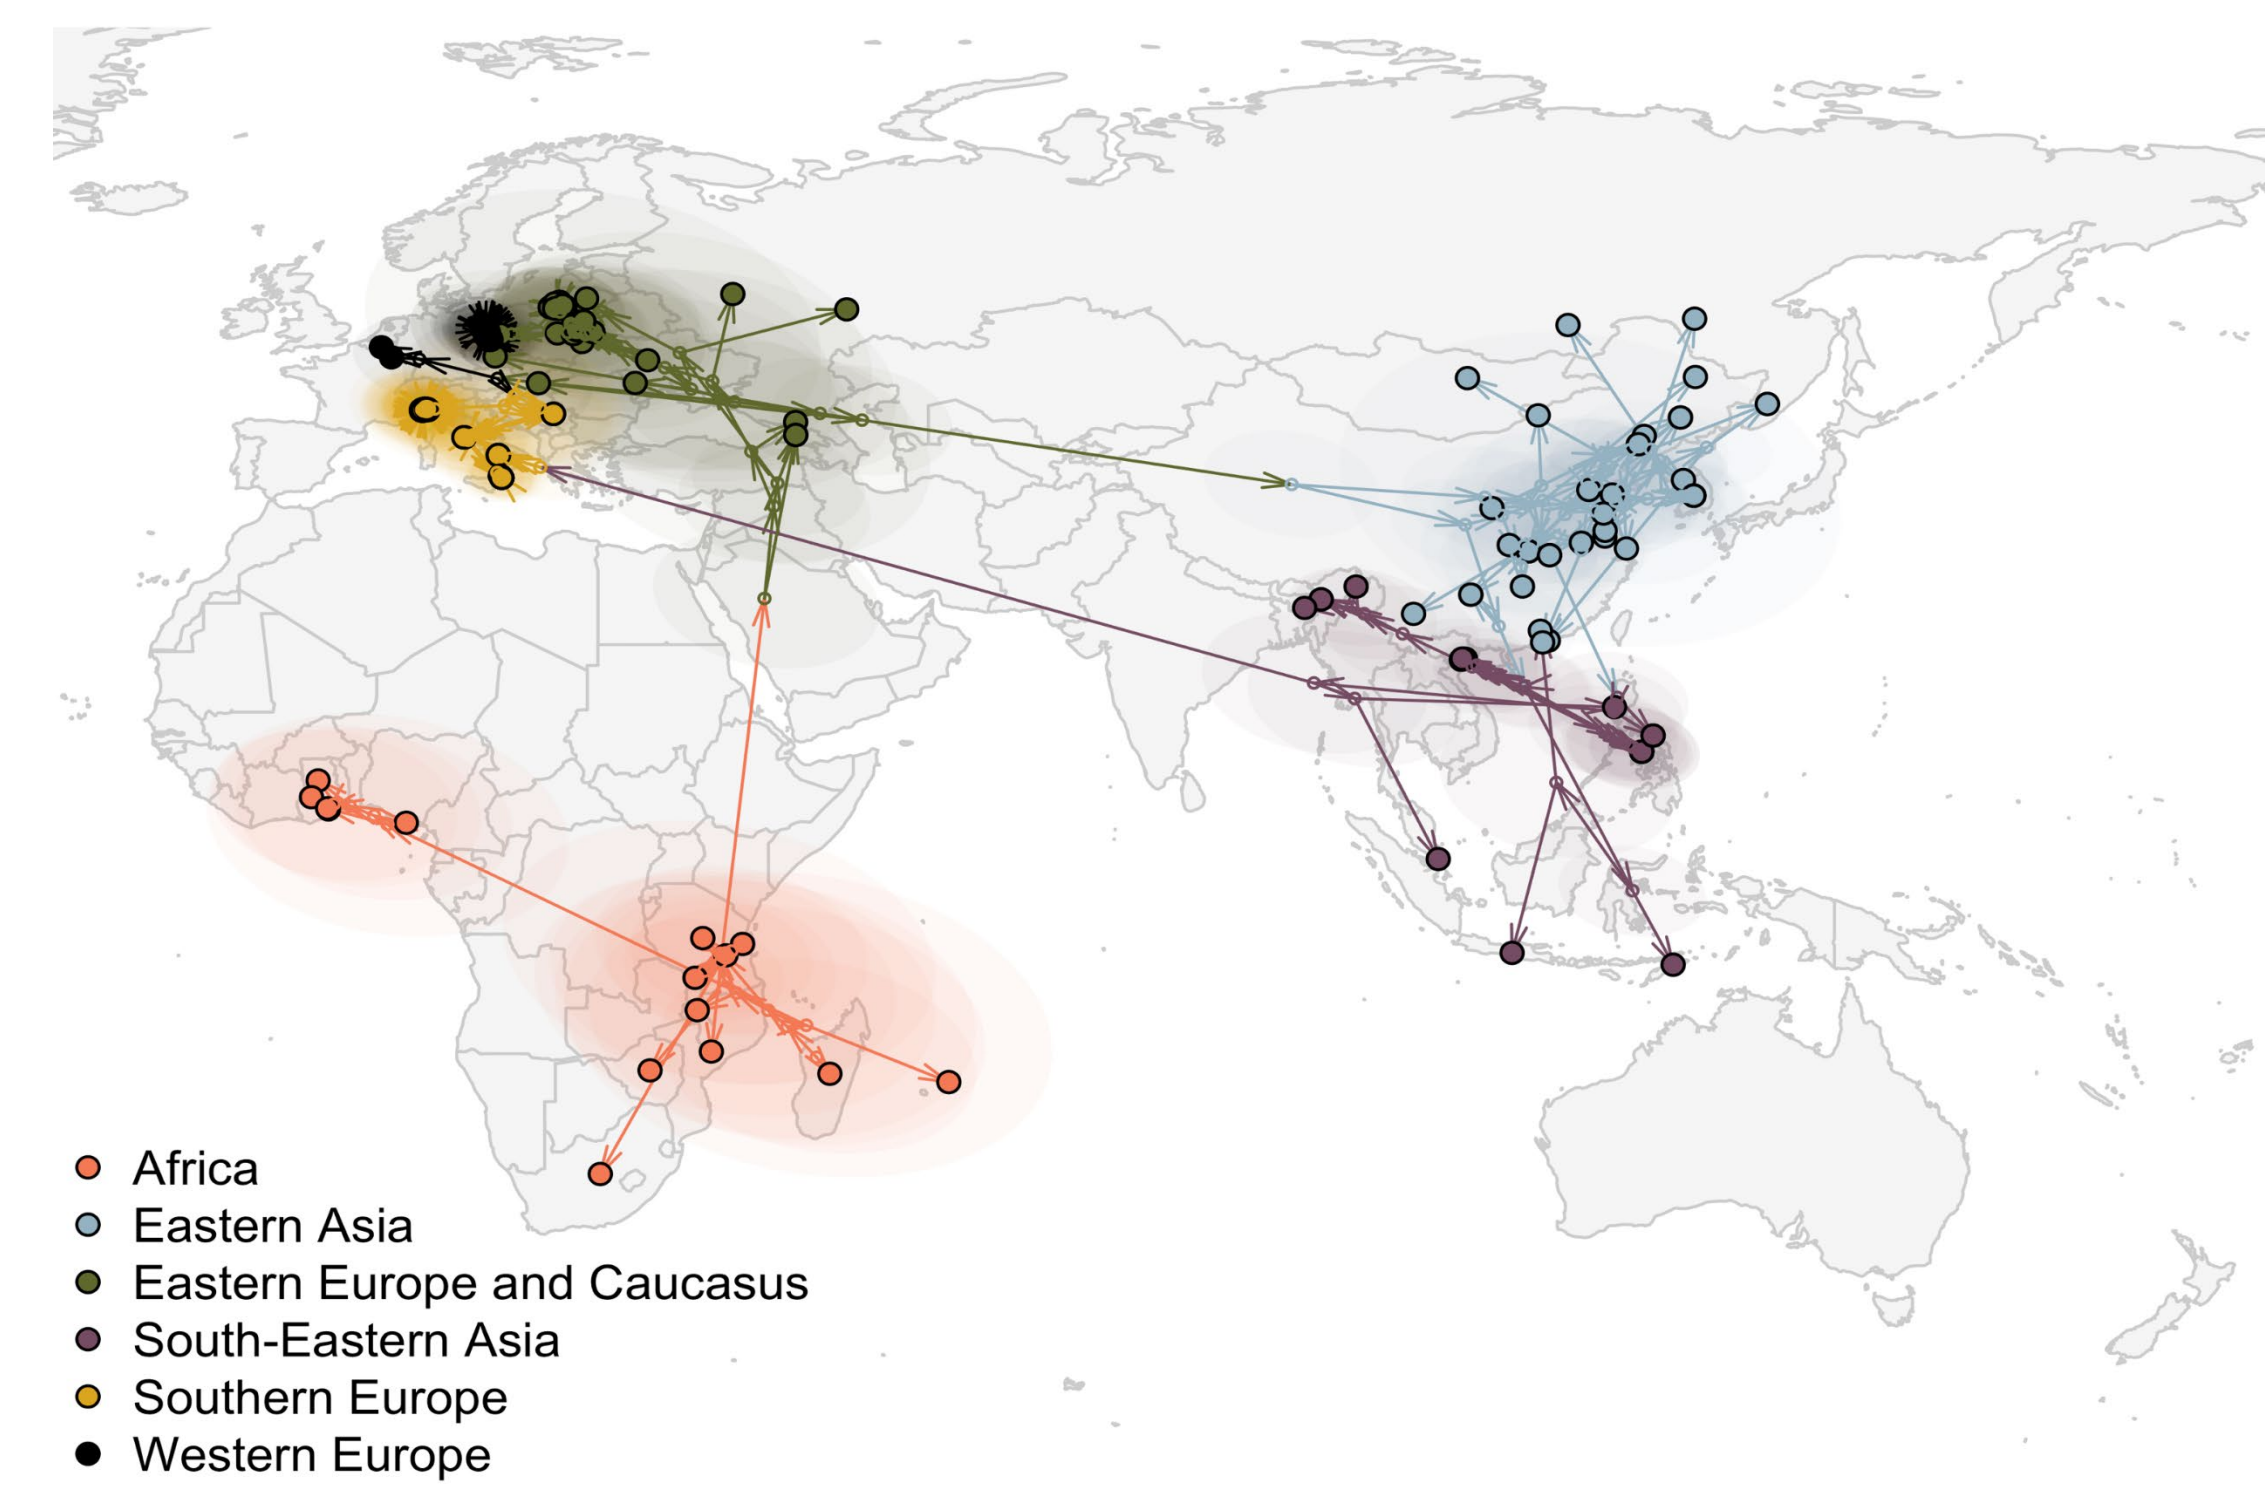 Africa
Eastern Asia
Eastern Europe and Caucasus
South-Eastern Asia
Southern Europe
Western Europe